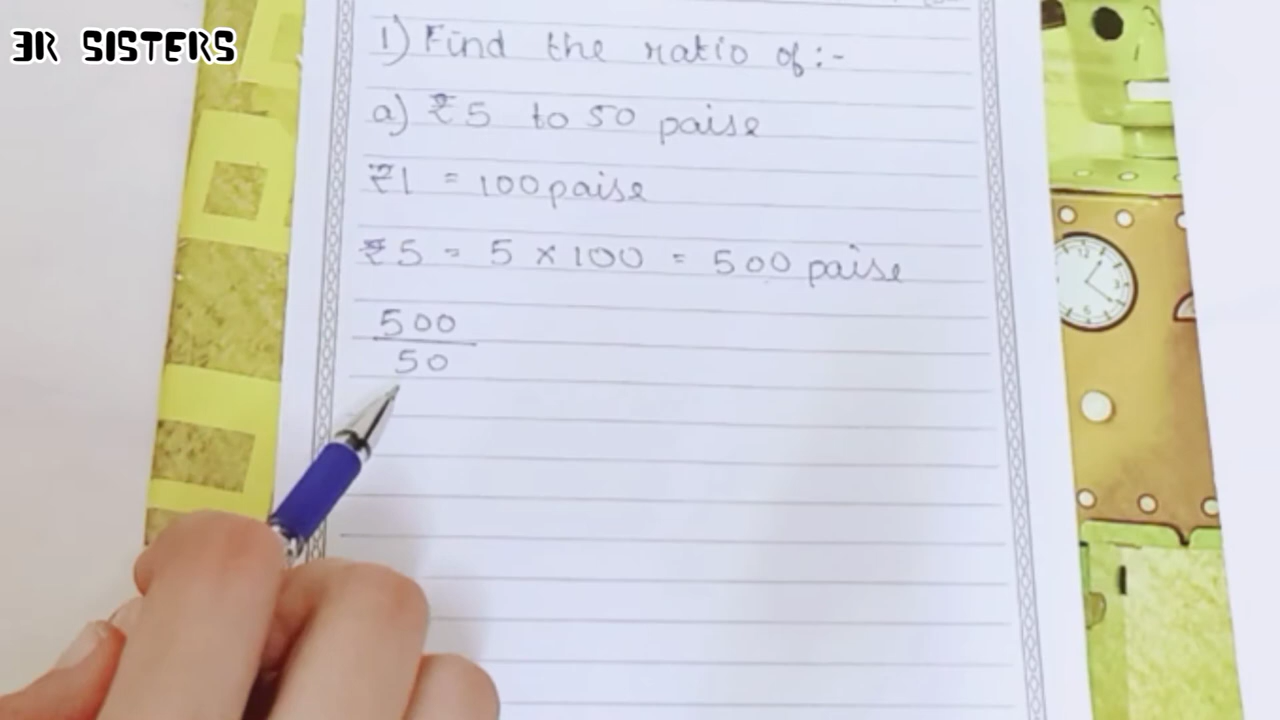 3R SISTERS
1) Find the ratio of :-
a) ₹5 to 50 paise
₹1 = 100 paise
₹5 = 5 × 100 = 500 paise
500
50